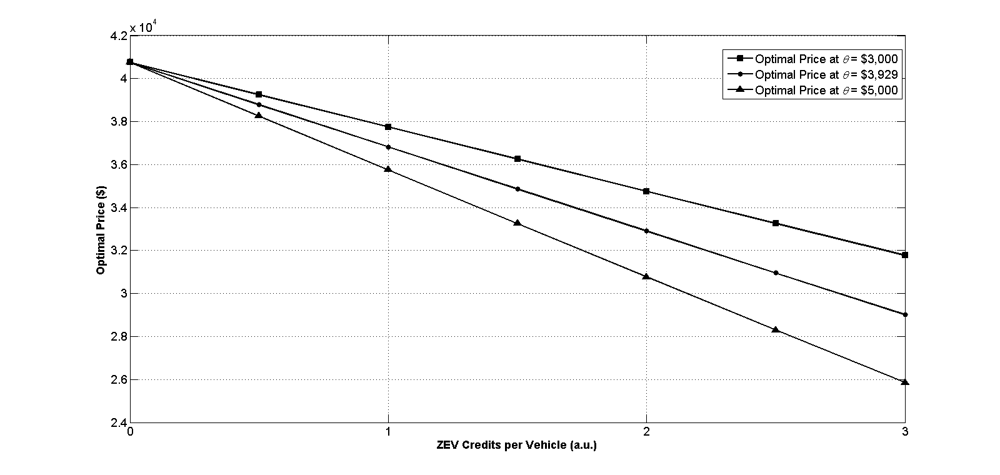 x 10^4
4.2
4
3.8
3.6
3.4
3.2
3
2.8
2.6
2.4
Optimal Price ($)
Optimal Price at θ = $3,000
Optimal Price at θ = $3,929
Optimal Price at θ = $5,000
0 1 2 3
ZEV Credits per Vehicle (a.u.)